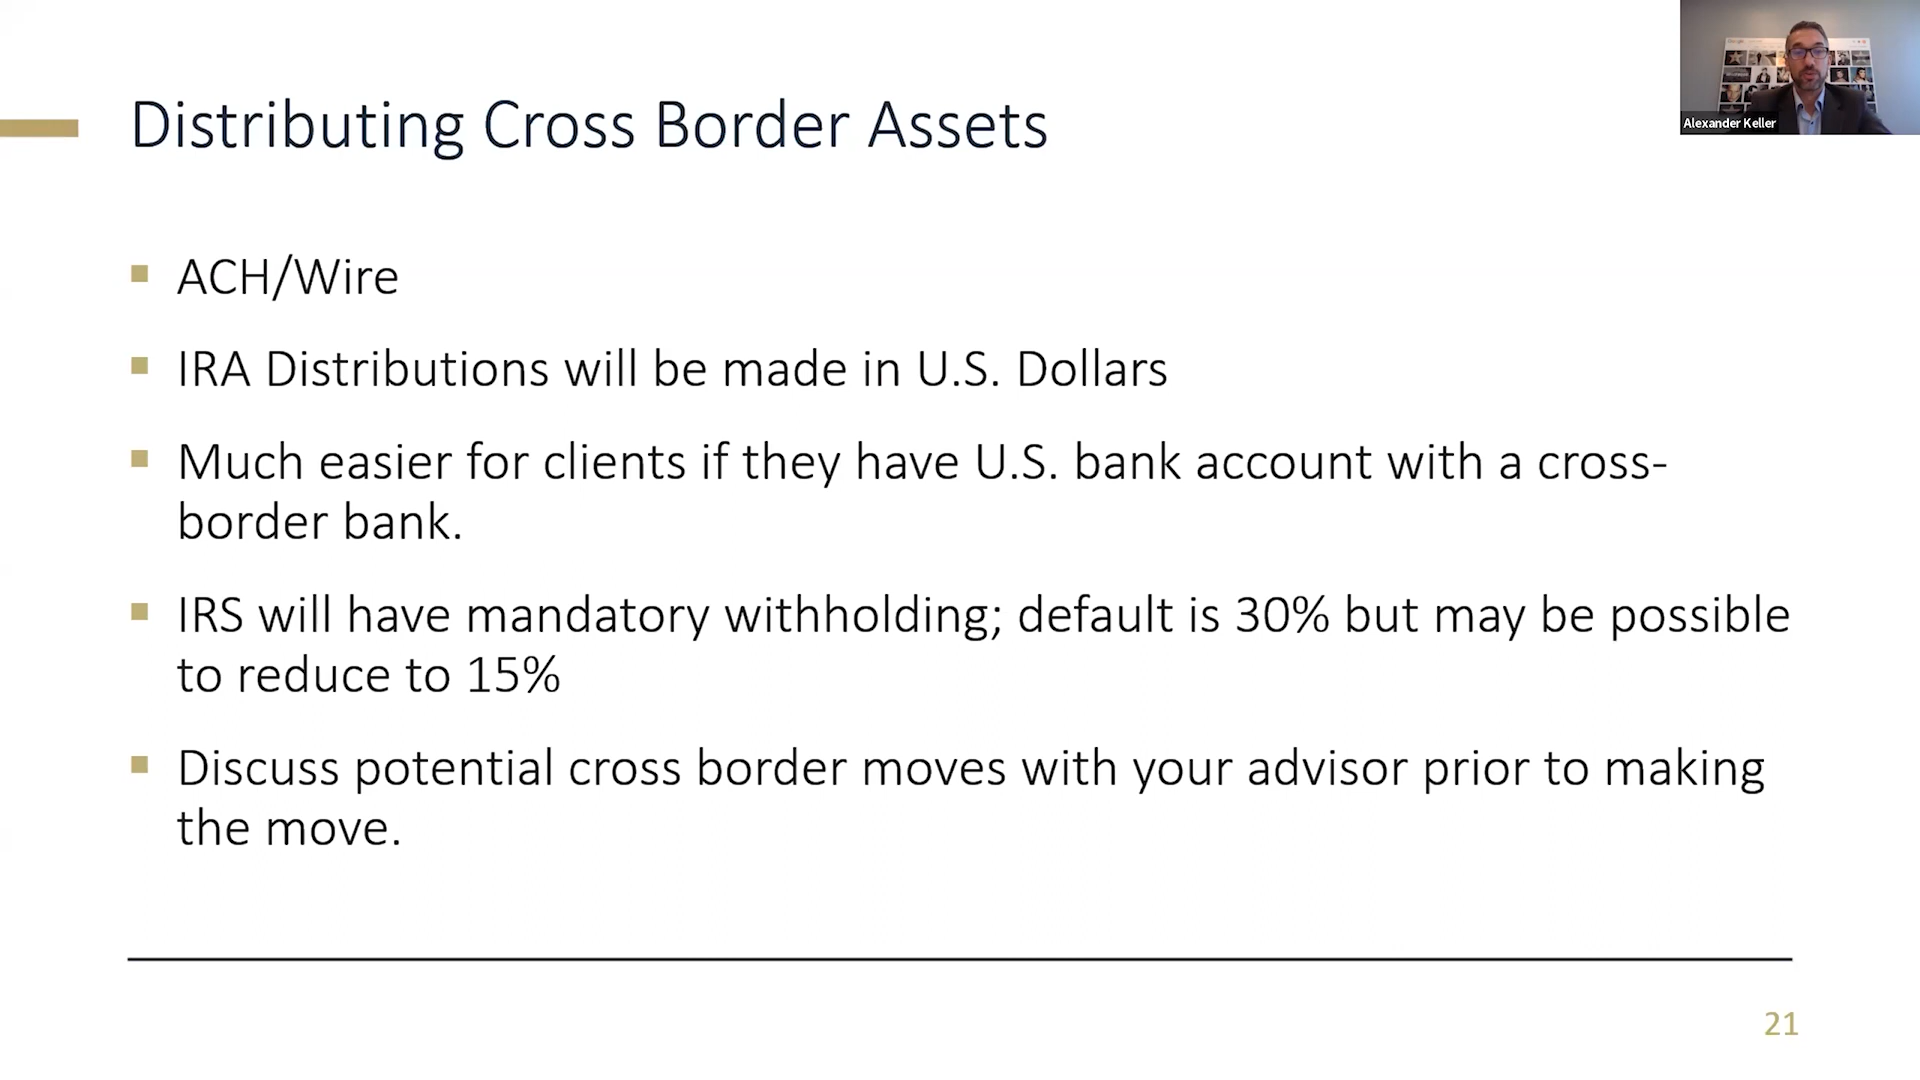 Distributing Cross Border Assets
Alexander Keller
ACH/Wire
IRA Distributions will be made in U.S. Dollars
Much easier for clients if they have U.S. bank account with a cross-
border bank.
IRS will have mandatory withholding; default is 30% but may be possible
to reduce to 15%
Discuss potential cross border moves with your advisor prior to making
the move.
21